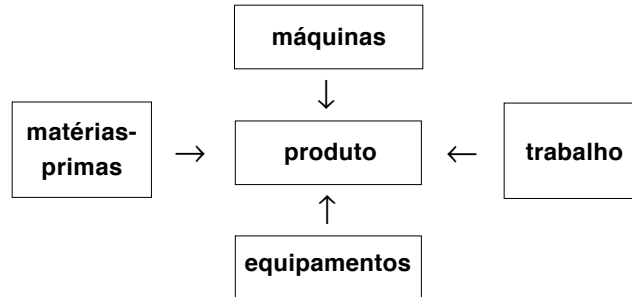 máquinas
↓
matérias-
primas
→
produto
←
trabalho
↑
equipamentos